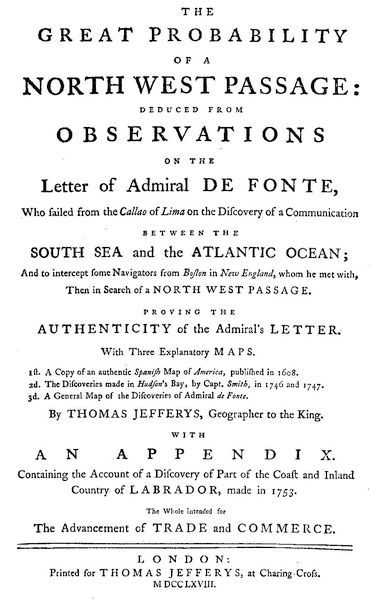 THE
GREAT PROBABILITY
OF A
NORTH WEST PASSAGE:
DEDUCED FROM
OBSERVATIONS
ON THE
Letter of Admiral DE FONTE,
Who ſailed from the Callao of Lima on the Diſcovery of a Communication
BETWEEN THE
SOUTH SEA and the ATLANTIC OCEAN;
And to intercept ſome Navigators from Boſton in New England, whom he met with,
Then in Search of a NORTH WEST PASSAGE.
PROVING THE
AUTHENTICITY of the Admiral's LETTER.
With Three Explanatory MAPS.
1ſt. A Copy of an authentic Spaniſh Map of America, publiſhed in 1608.
2d. The Diſcoveries made in Hudſon's Bay, by Capt. Smith, in 1746 and 1747.
3d. A General Map of the Diſcoveries of Admiral de Fonte.
By THOMAS JEFFERYS, Geographer to the King.
WITH
AN APPENDIX.
Containing the Account of a Diſcovery of Part of the Coaſt and Inland
Country of LABRADOR, made in 1753.
The Whole intended for
The Advancement of TRADE and COMMERCE.
LONDON:
Printed for THOMAS JEFFERYS, at Charing Croſs.
MDCCLXVIII.